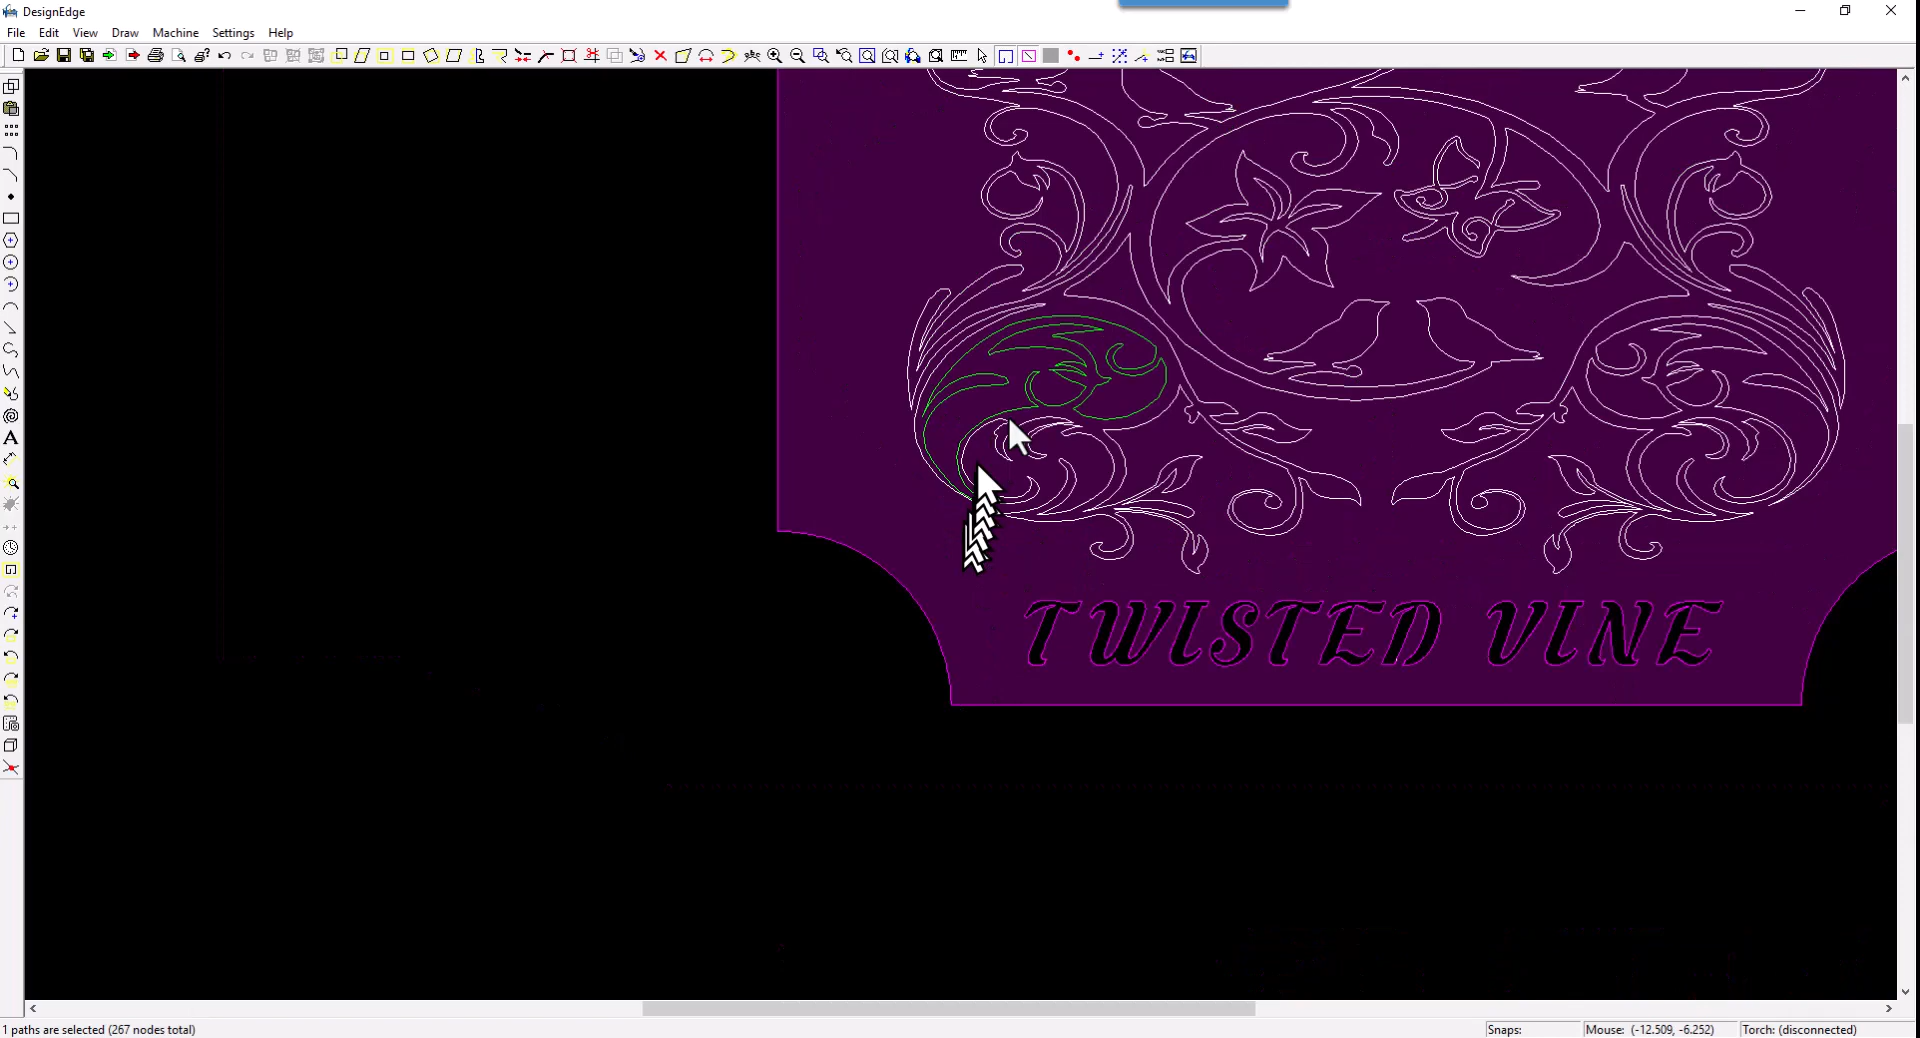 DesignEdge
File Edit View Draw Machine Settings Help
abc
A
TWISTED VINE
1 paths are selected (267 nodes total)
Snaps:
Mouse: (-12.509, -6.252)
Torch: (disconnected)